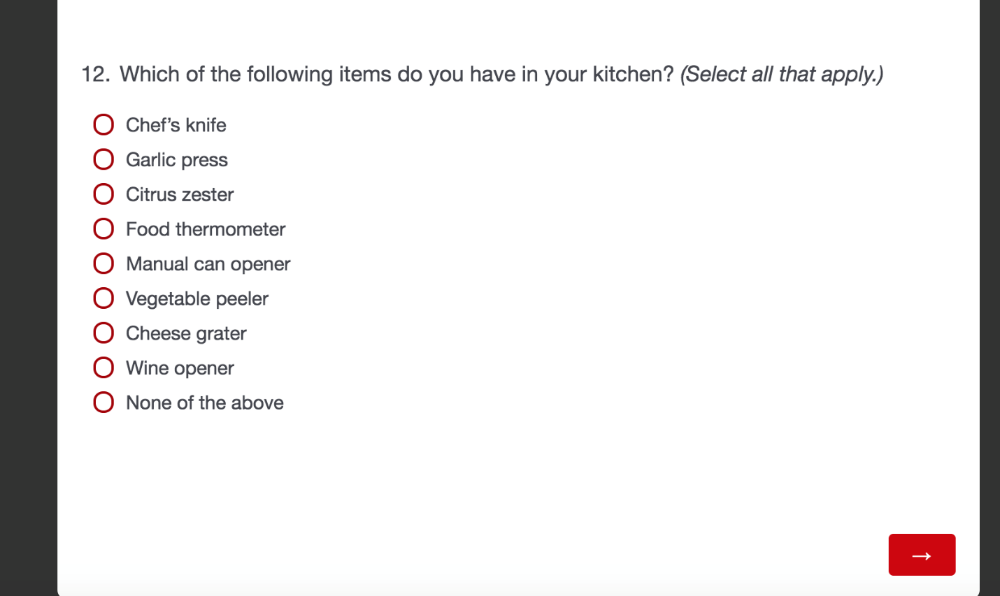 12. Which of the following items do you have in your kitchen? (Select all that apply.)
Chef’s knife
Garlic press
Citrus zester
Food thermometer
Manual can opener
Vegetable peeler
Cheese grater
Wine opener
None of the above
→